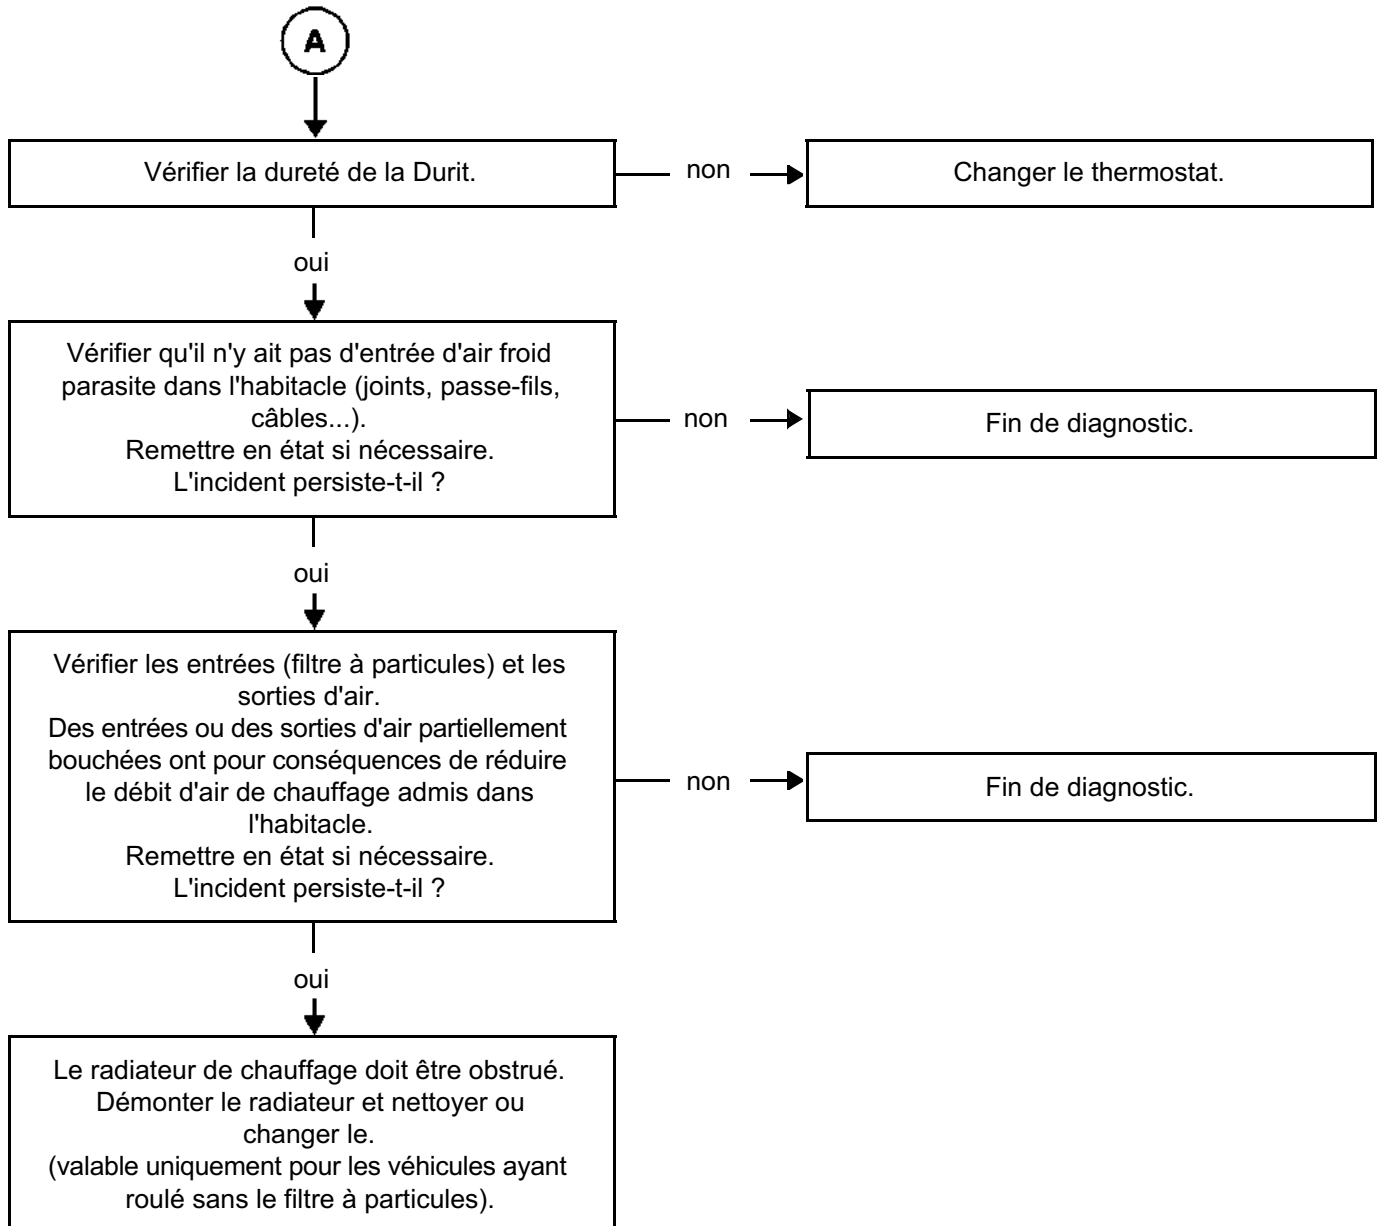 A
Vérifier la dureté de la Durit.
non
Changer le thermostat.
oui
Vérifier qu'il n'y ait pas d'entrée d'air froid
parasite dans l'habitacle (joints, passe-fils,
câbles...).
Remettre en état si nécessaire.
L'incident persiste-t-il ?
non
Fin de diagnostic.
oui
Vérifier les entrées (filtre à particules) et les
sorties d'air.
Des entrées ou des sorties d'air partiellement
bouchées ont pour conséquences de réduire
le débit d'air de chauffage admis dans
l'habitacle.
Remettre en état si nécessaire.
L'incident persiste-t-il ?
non
Fin de diagnostic.
oui
Le radiateur de chauffage doit être obstrué.
Démonter le radiateur et nettoyer ou
changer le.
(valable uniquement pour les véhicules ayant
roulé sans le filtre à particules).